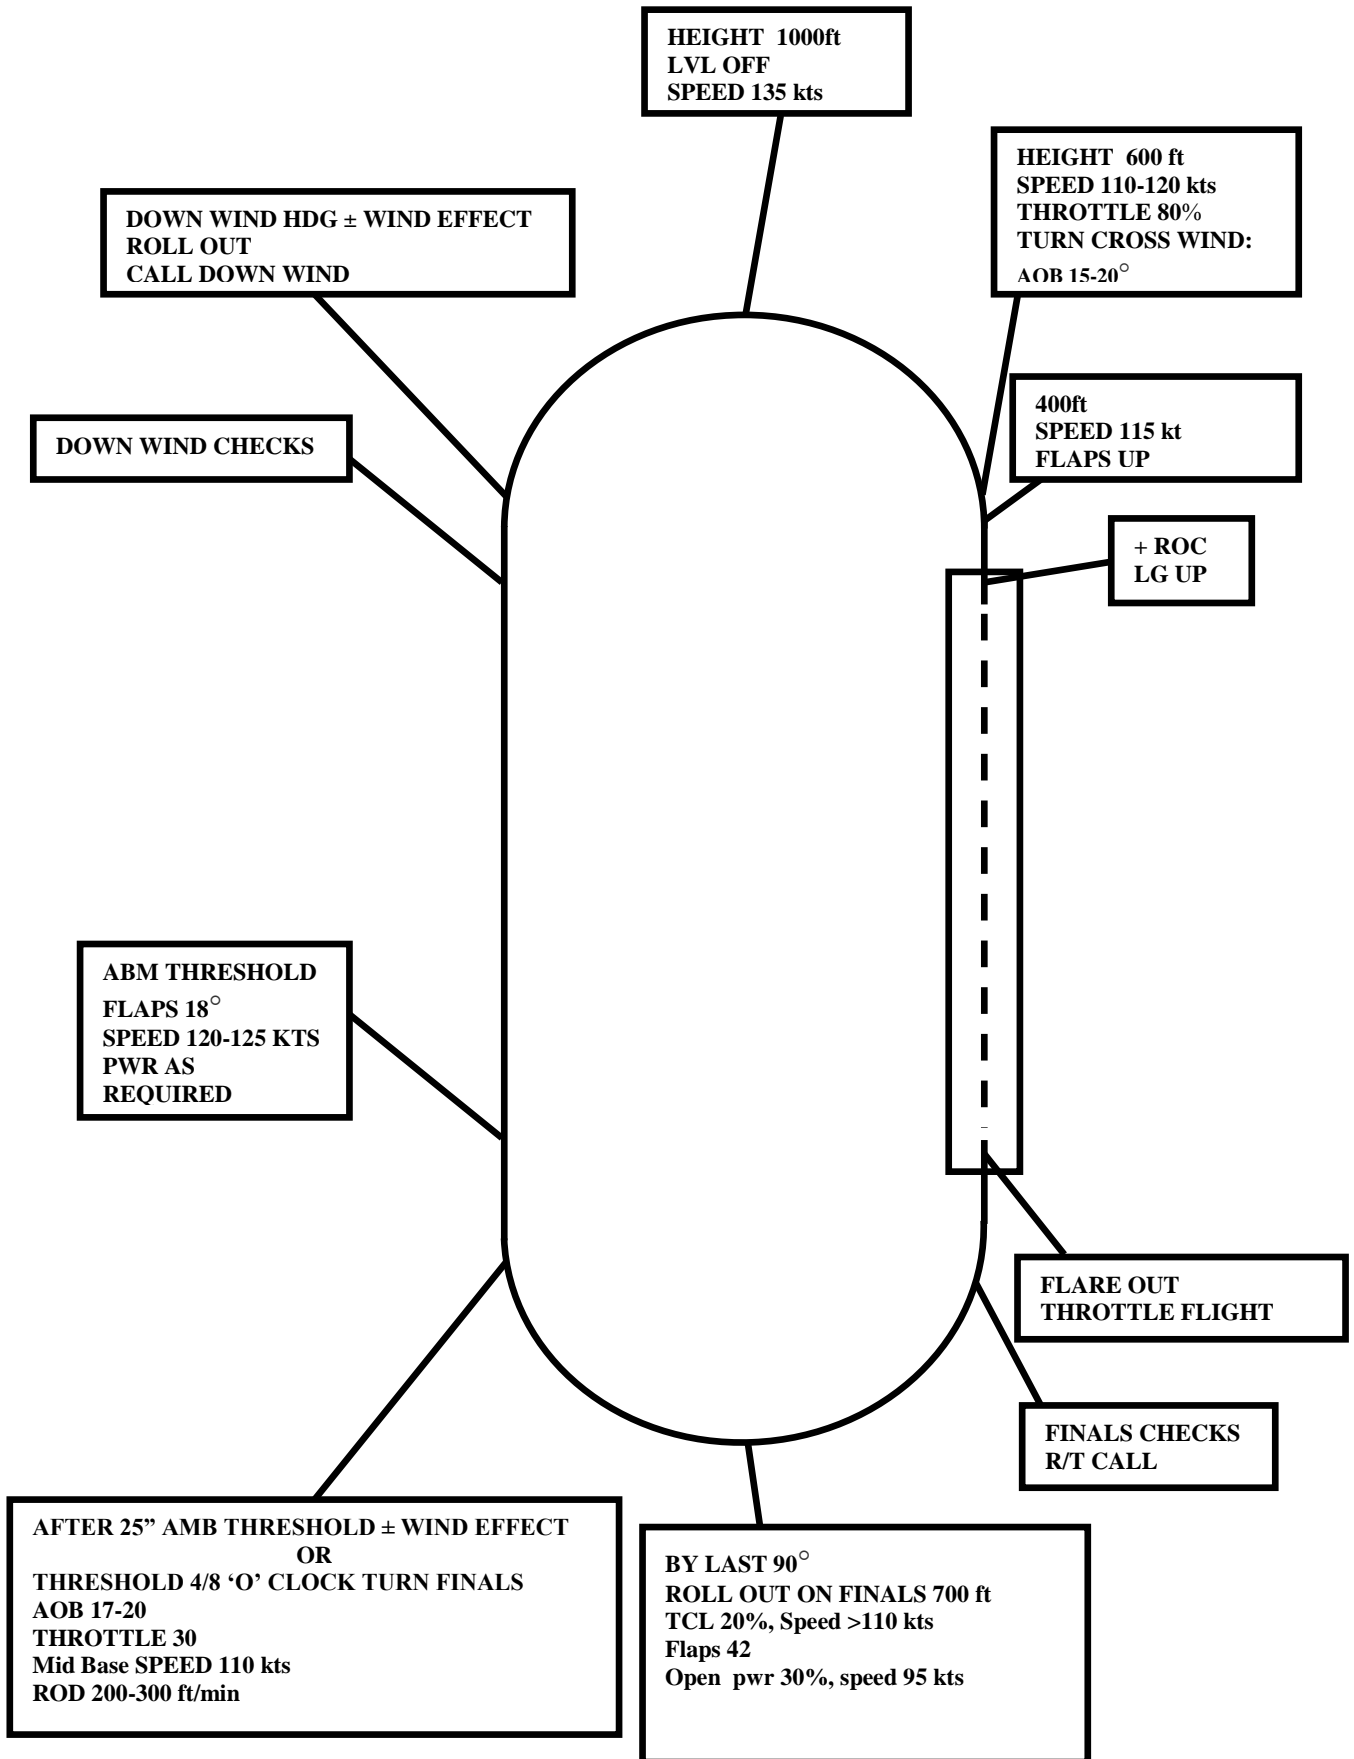 HEIGHT 1000ft
LVL OFF
SPEED 135 kts
HEIGHT 600 ft
SPEED 110-120 kts
THROTTLE 80%
TURN CROSS WIND:
AOB 15-20°
DOWN WIND HDG ± WIND EFFECT
ROLL OUT
CALL DOWN WIND
400ft
SPEED 115 kt
FLAPS UP
DOWN WIND CHECKS
+ ROC
LG UP
ABM THRESHOLD
FLAPS 18°
SPEED 120-125 KTS
PWR AS
REQUIRED
FLARE OUT
THROTTLE FLIGHT
FINALS CHECKS
R/T CALL
AFTER 25” AMB THRESHOLD ± WIND EFFECT
OR
THRESHOLD 4/8 ‘O’ CLOCK TURN FINALS
AOB 17-20
THROTTLE 30
Mid Base SPEED 110 kts
ROD 200-300 ft/min
BY LAST 90°
ROLL OUT ON FINALS 700 ft
TCL 20%, Speed >110 kts
Flaps 42
Open pwr 30%, speed 95 kts